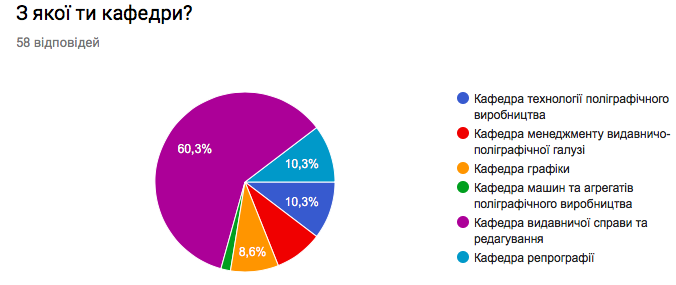 З якої ти кафедри?
58 відповідей
60,3%
10,3%
10,3%
8,6%
Кафедра технології поліграфічного
виробництва
Кафедра менеджменту видавничо-
поліграфічної галузі
Кафедра графіки
Кафедра машин та агрегатів
поліграфічного виробництва
Кафедра видавничої справи та
редагування
Кафедра репрографії